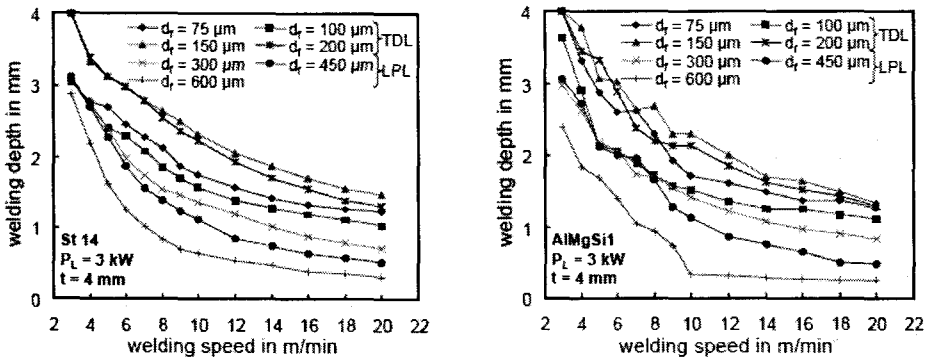 4
3
2
1
0
welding depth in mm
d_f = 75 µm
d_f = 100 µm
d_f = 150 µm
d_f = 200 µm
TDL
d_f = 300 µm
d_f = 450 µm
LPL
d_f = 600 µm
St 14
P_L = 3 kW
t = 4 mm
2 4 6 8 10 12 14 16 18 20 22
welding speed in m/min
4
3
2
1
0
welding depth in mm
d_f = 75 µm
d_f = 100 µm
d_f = 150 µm
d_f = 200 µm
TDL
d_f = 300 µm
d_f = 450 µm
LPL
d_f = 600 µm
AlMgSi1
P_L = 3 kW
t = 4 mm
2 4 6 8 10 12 14 16 18 20 22
welding speed in m/min